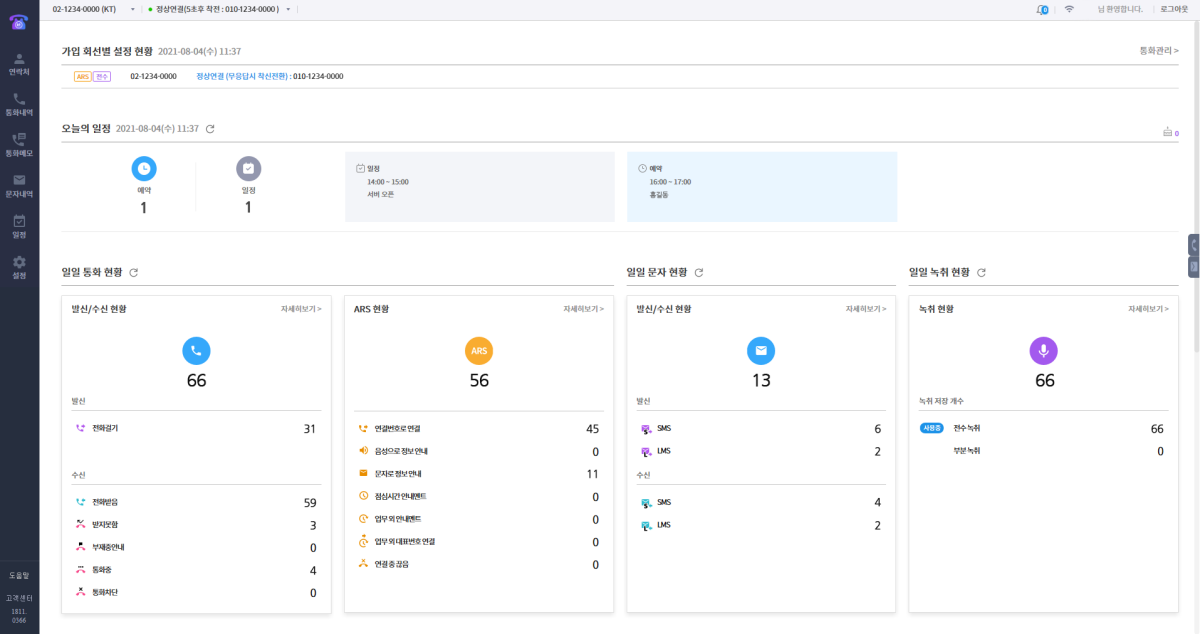 02-1234-0000 (KT)
정상연결(5초후 착전 : 010-1234-0000 )
님 환영합니다.
로그아웃
연락처
통화내역
통화메모
문자내역
일정
설정
도움말
고객센터
1811.
0366
가입 회선별 설정 현황 2021-08-04(수) 11:37
통화관리 >
ARS 전수 02-1234-0000 정상연결 (무응답시 착신전환) : 010-1234-0000
오늘의 일정 2021-08-04(수) 11:37
0
예약
1
일정
1
일정
14:00 ~ 15:00
서버 오픈
예약
16:00 ~ 17:00
홍길동
일일 통화 현황
발신/수신 현황 자세히보기 >
66
발신
전화걸기 31
수신
전화받음 59
받지못함 3
부재중안내 0
통화중 4
통화차단 0
ARS 현황 자세히보기 >
ARS
56
연결번호로 연결 45
음성으로 정보 안내 0
문자로 정보 안내 11
점심시간 안내멘트 0
업무 외 안내멘트 0
업무 외 대표번호 연결 0
연결 중 끊음 0
일일 문자 현황
발신/수신 현황 자세히보기 >
13
발신
SMS 6
LMS 2
수신
SMS 4
LMS 2
일일 녹취 현황
녹취 현황 자세히보기 >
66
녹취 저장 개수
사용중 전수 녹취 66
부분 녹취 0